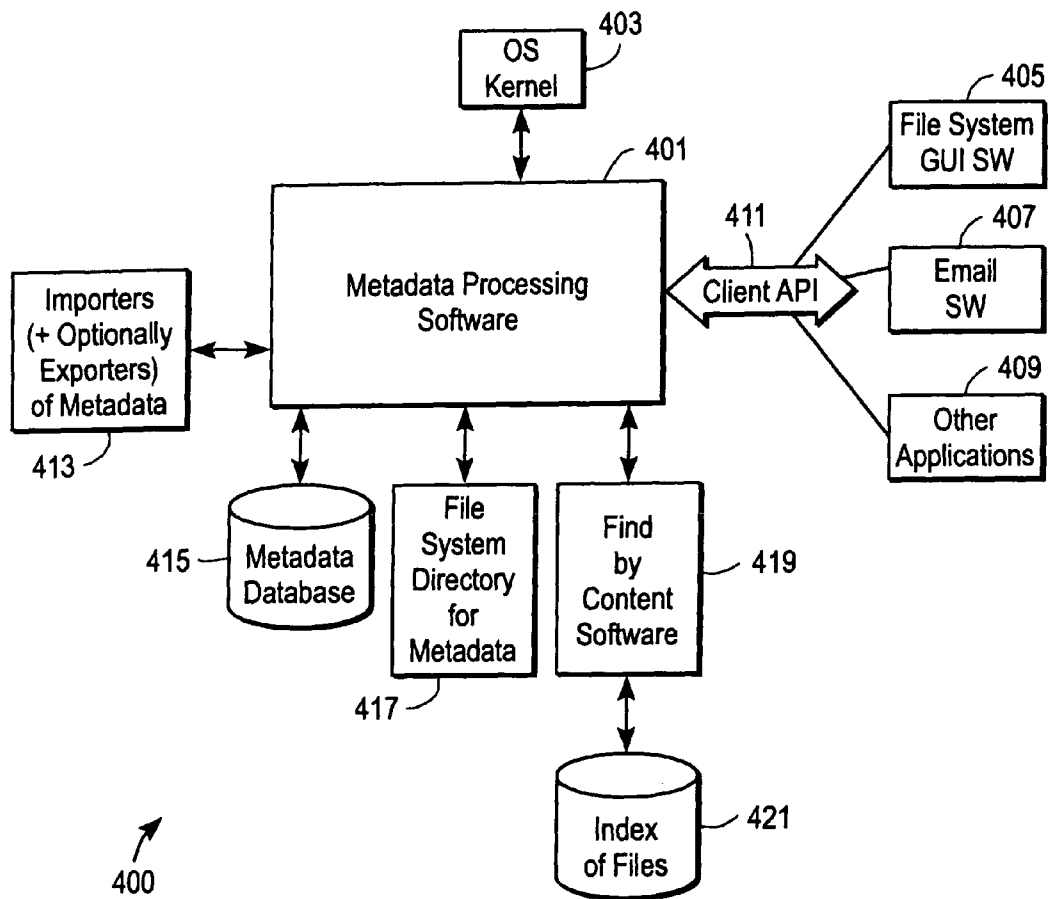 403
OS
Kernel
405
File System
GUI SW
401
411
407
Metadata Processing
Software
Client API
Email
SW
Importers
(+ Optionally
Exporters)
of Metadata
409
Other
Applications
413
415
Metadata
Database
File
System
Directory
for
Metadata
417
Find
by
Content
Software
419
Index
of Files
421
400